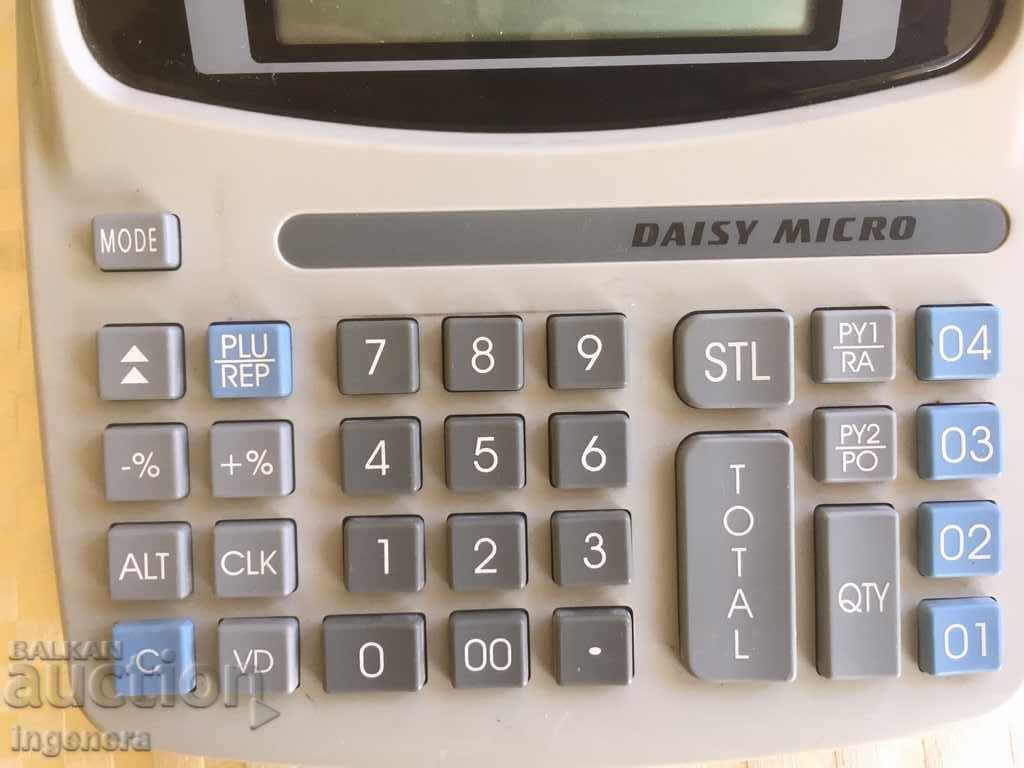 MODE
DAISY MICRO
PLU
REP
7
8
9
STL
PY1
RA
04
-%
+%
4
5
6
TOTAL
PY2
PO
03
ALT
CLK
1
2
3
QTY
02
C
VD
0
00
.
01
BALKAN
auction
ingenera